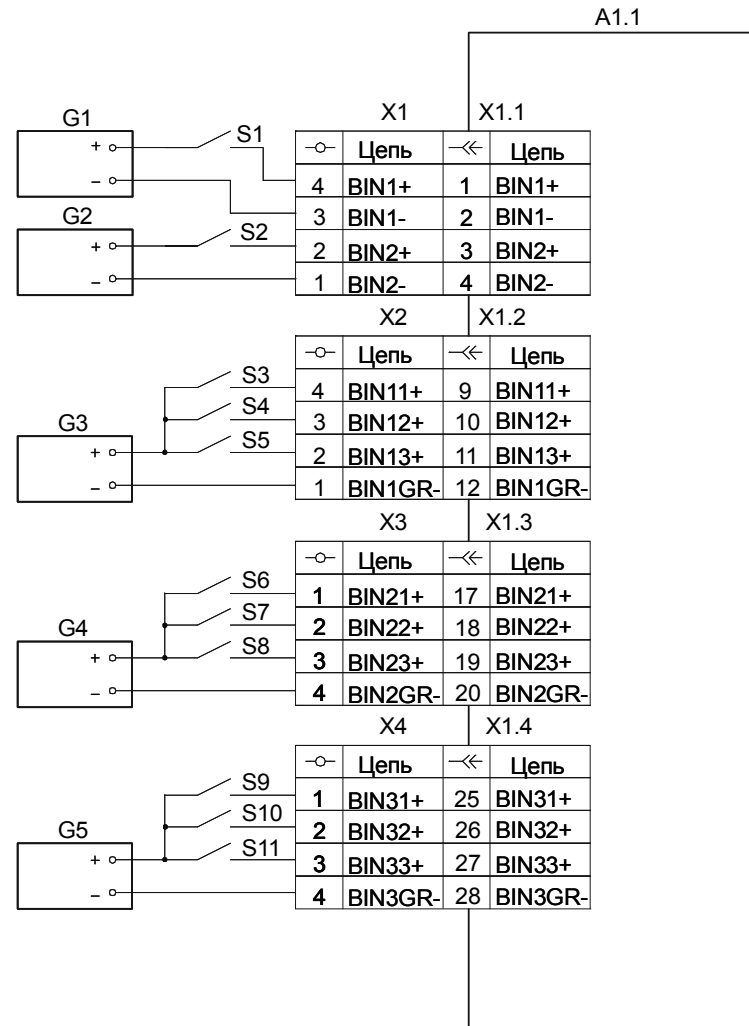 A1.1
G1 X1 X1.1
+ S1 Цепь Цепь
– 4 BIN1+ 1 BIN1+
3 BIN1- 2 BIN1-
G2
+ S2 2 BIN2+ 3 BIN2+
– 1 BIN2- 4 BIN2-
X2 X1.2
Цепь Цепь
S3 4 BIN11+ 9 BIN11+
S4 3 BIN12+ 10 BIN12+
G3
+ S5 2 BIN13+ 11 BIN13+
– 1 BIN1GR- 12 BIN1GR-
X3 X1.3
Цепь Цепь
S6 1 BIN21+ 17 BIN21+
S7 2 BIN22+ 18 BIN22+
G4
+ S8 3 BIN23+ 19 BIN23+
– 4 BIN2GR- 20 BIN2GR-
X4 X1.4
Цепь Цепь
S9 1 BIN31+ 25 BIN31+
S10 2 BIN32+ 26 BIN32+
G5
+ S11 3 BIN33+ 27 BIN33+
– 4 BIN3GR- 28 BIN3GR-